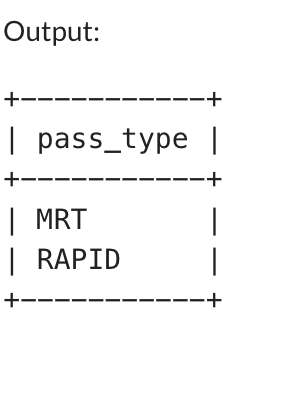 Output:
+-----------+
| pass_type |
+-----------+
| MRT       |
| RAPID     |
+-----------+